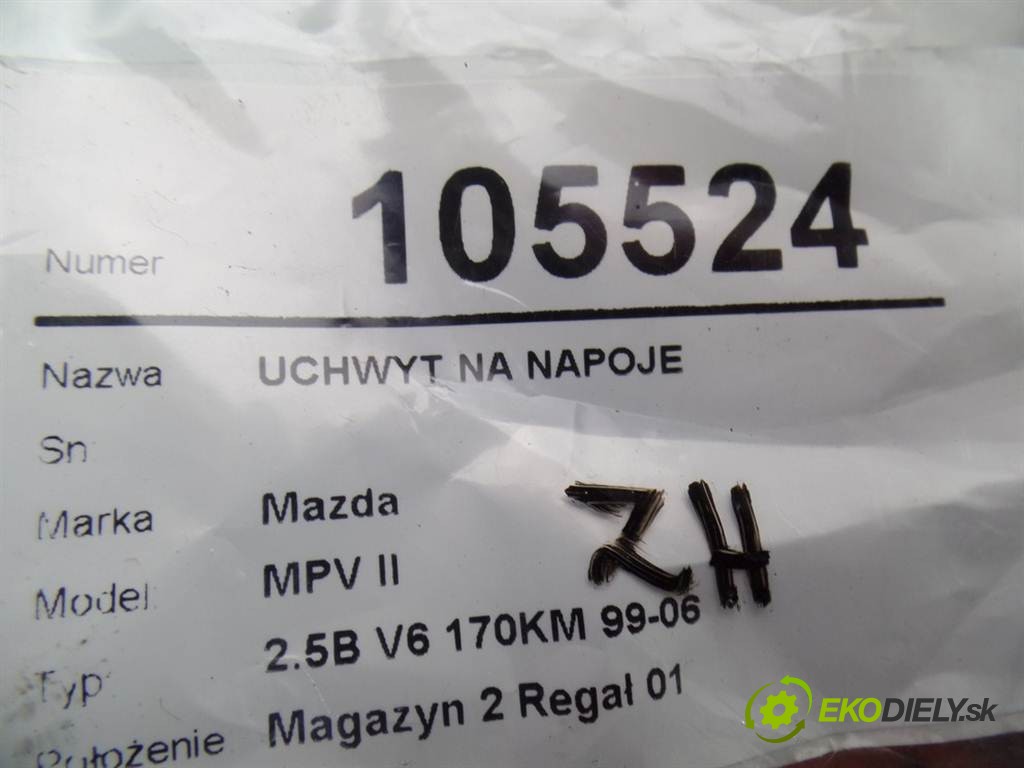 Numer 105524
Nazwa UCHWYT NA NAPOJE
Sn
Marka Mazda
ZH
Model MPV II
Typ 2.5B V6 170KM 99-06
Położenie Magazyn 2 Regał 01
EKODIELY.sk